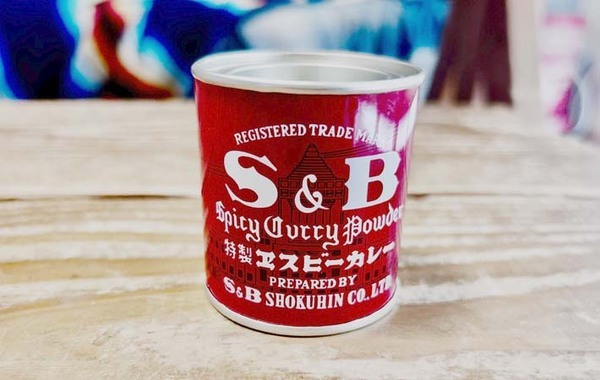 REGISTERED TRADE MARK
S & B
Spicy Curry Powder
特製 ヱスビーカレー
PREPARED BY
S&B SHOKUHIN CO. LTD